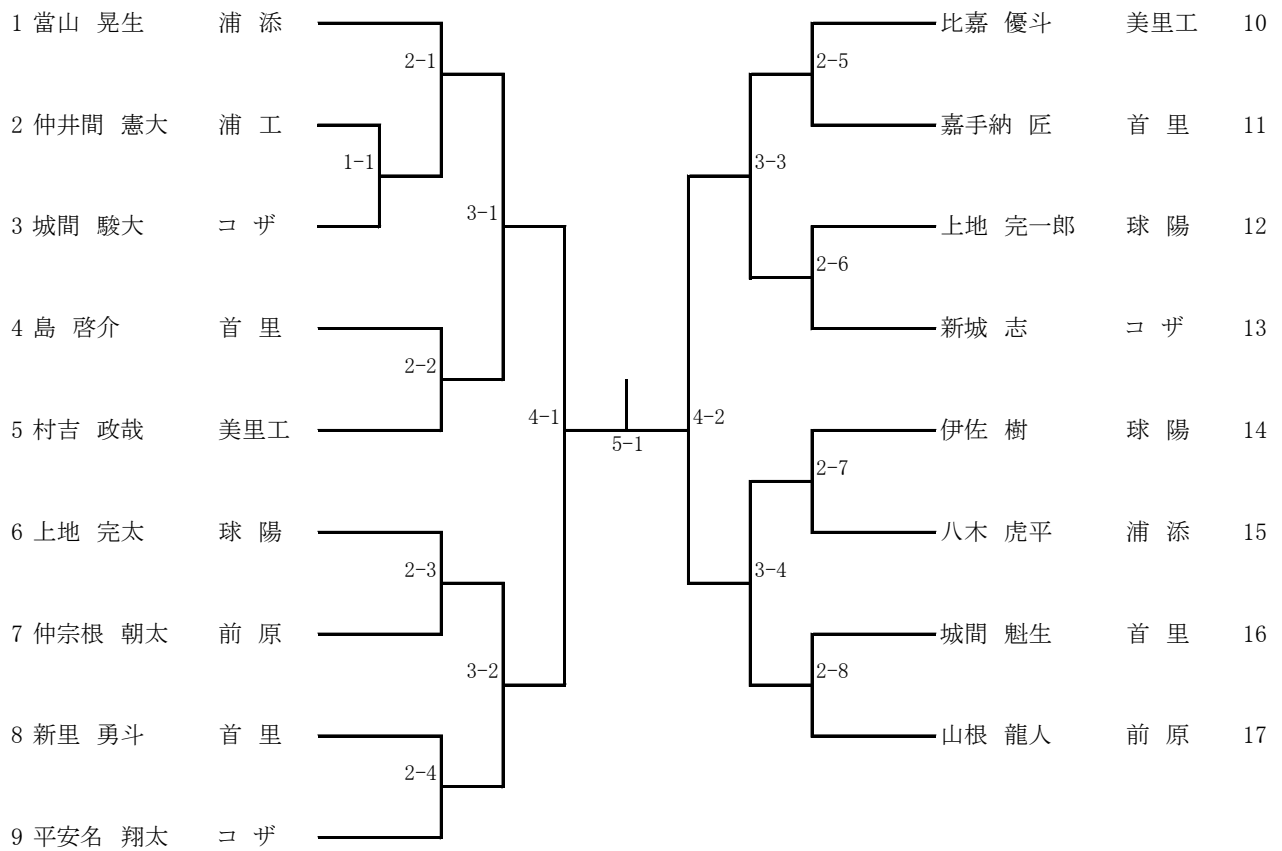 1 當山 晃生 浦 添
比嘉 優斗 美里工 10
2-1
2-5
2 仲井間 憲大 浦 工
嘉手納 匠 首 里 11
1-1
3-3
3 城間 駿大 コ ザ
3-1
上地 完一郎 球 陽 12
2-6
4 島 啓介 首 里
新城 志 コ ザ 13
2-2
5 村吉 政哉 美里工
4-1
5-1
4-2
伊佐 樹 球 陽 14
2-7
6 上地 完太 球 陽
八木 虎平 浦 添 15
2-3
3-4
7 仲宗根 朝太 前 原
城間 魁生 首 里 16
3-2
2-8
8 新里 勇斗 首 里
山根 龍人 前 原 17
2-4
9 平安名 翔太 コ ザ